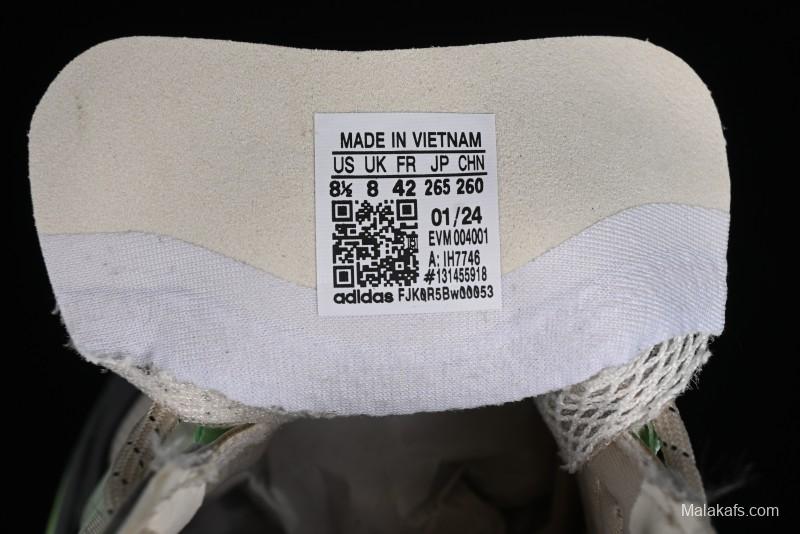 MADE IN VIETNAM
US UK FR JP CHN
8½ 8 42 265 260
01/24
EVM 004001
A: IH7746
#131455918
adidas FJK0R5Bw00053
Malakafs.com